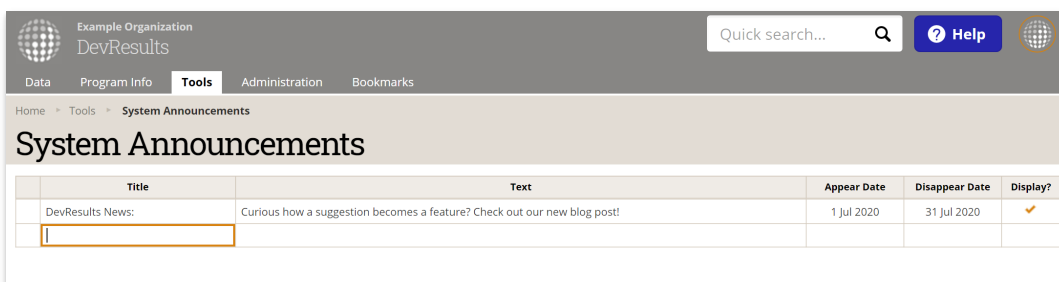 Example Organization
DevResults
Quick search...
? Help
Data Program Info Tools Administration Bookmarks
Home Tools System Announcements
System Announcements
Title Text Appear Date Disappear Date Display?
DevResults News: Curious how a suggestion becomes a feature? Check out our new blog post! 1 Jul 2020 31 Jul 2020